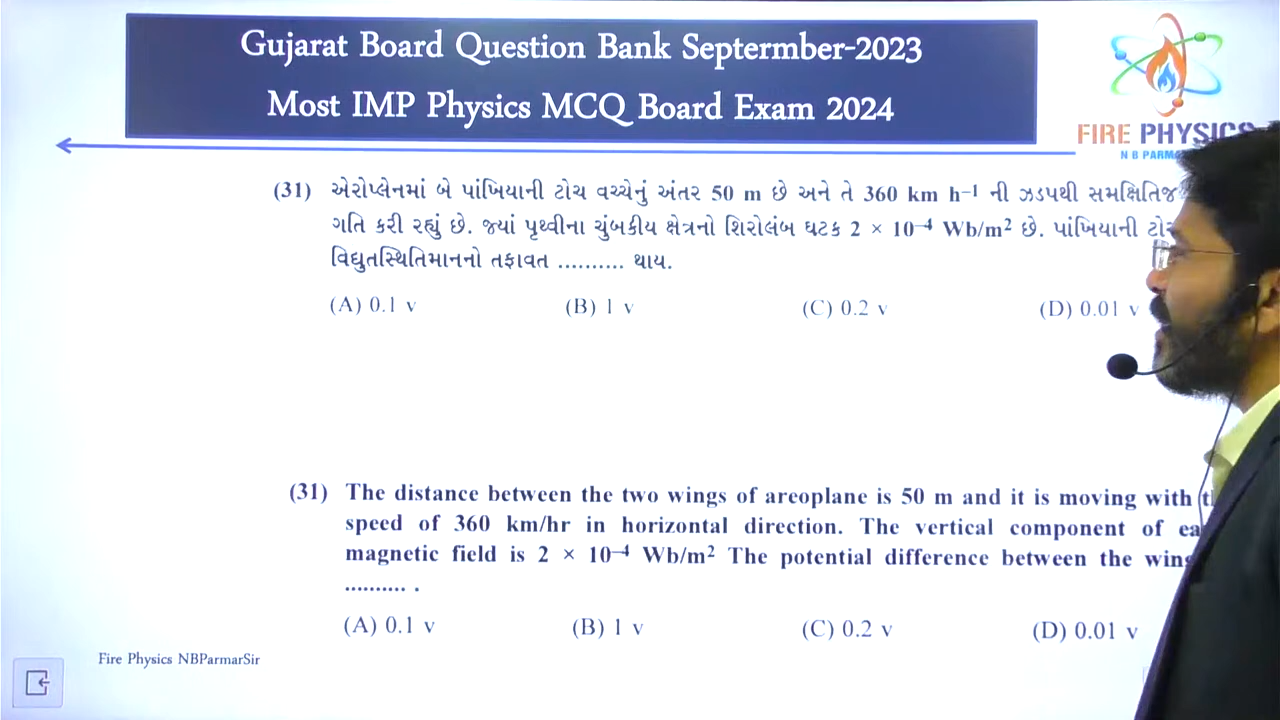 Gujarat Board Question Bank Septermber-2023
Most IMP Physics MCQ Board Exam 2024
FIRE PHYSICS
N B PARM
(31) એરોપ્લેનમાં બે પાંખિયાની ટોચ વચ્ચેનું અંતર 50 m છે અને તે 360 km h⁻¹ ની ઝડપથી સમક્ષિતિજ
ગતિ કરી રહ્યું છે. જ્યાં પૃથ્વીના ચુંબકીય ક્ષેત્રનો શિરોલંબ ઘટક 2 × 10⁻⁴ Wb/m² છે. પાંખિયાની
વિદ્યુતસ્થિતિમાનનો તફાવત .......... થાય.
(A) 0.1 v (B) 1 v (C) 0.2 v (D) 0.01 v
(31) The distance between the two wings of areoplane is 50 m and it is moving with
speed of 360 km/hr in horizontal direction. The vertical component of
magnetic field is 2 × 10⁻⁴ Wb/m² The potential difference between the wing
.......... .
(A) 0.1 v (B) 1 v (C) 0.2 v (D) 0.01 v
Fire Physics NBParmarSir